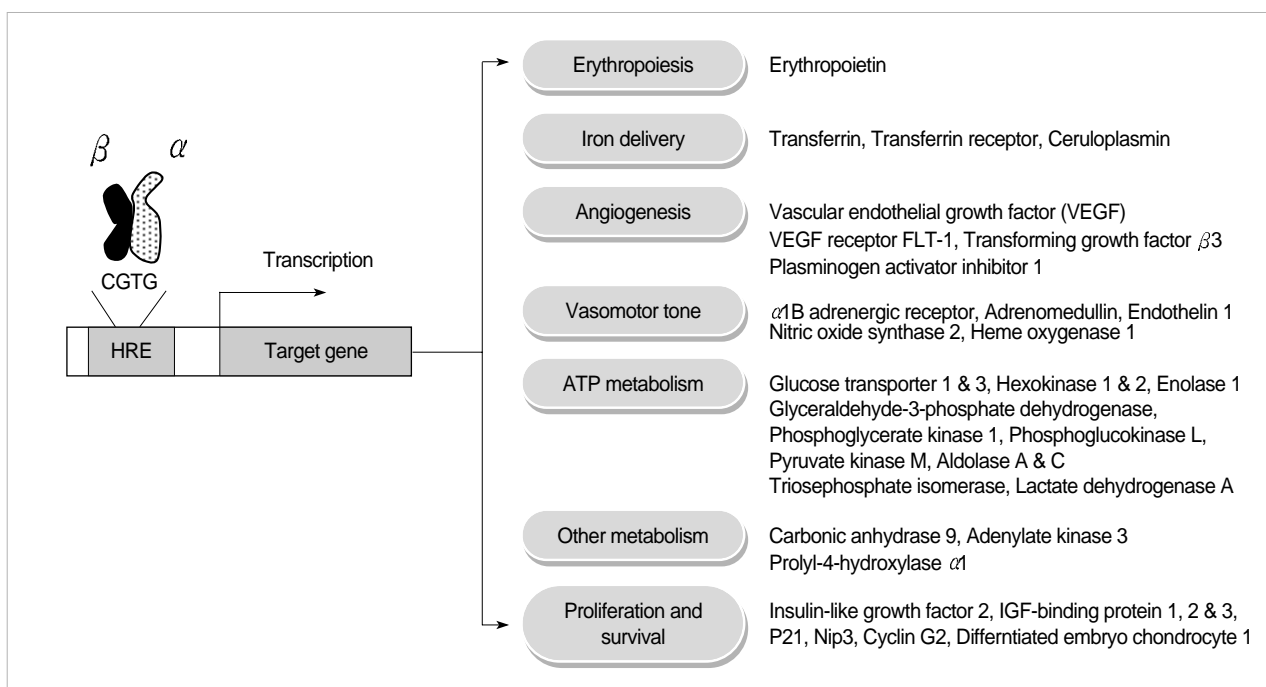 β α
CGTG
Transcription
HRE
Target gene
Erythropoiesis
Erythropoietin
Iron delivery
Transferrin, Transferrin receptor, Ceruloplasmin
Angiogenesis
Vascular endothelial growth factor (VEGF)
VEGF receptor FLT-1, Transforming growth factor β3
Plasminogen activator inhibitor 1
Vasomotor tone
α1B adrenergic receptor, Adrenomedullin, Endothelin 1
Nitric oxide synthase 2, Heme oxygenase 1
ATP metabolism
Glucose transporter 1 & 3, Hexokinase 1 & 2, Enolase 1
Glyceraldehyde-3-phosphate dehydrogenase,
Phosphoglycerate kinase 1, Phosphoglucokinase L,
Pyruvate kinase M, Aldolase A & C
Triosephosphate isomerase, Lactate dehydrogenase A
Other metabolism
Carbonic anhydrase 9, Adenylate kinase 3
Prolyl-4-hydroxylase α1
Proliferation and
survival
Insulin-like growth factor 2, IGF-binding protein 1, 2 & 3,
P21, Nip3, Cyclin G2, Differntiated embryo chondrocyte 1